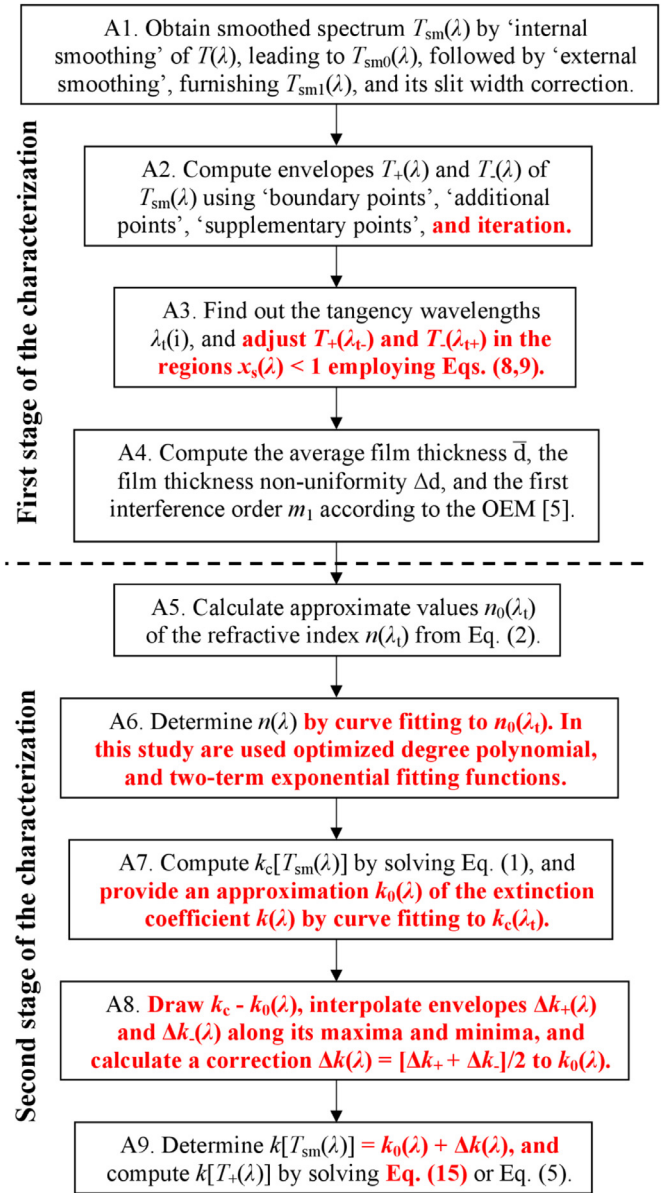 A1. Obtain smoothed spectrum Tsm(λ) by ‘internal
smoothing’ of T(λ), leading to Tsm0(λ), followed by ‘external
smoothing’, furnishing Tsm1(λ), and its slit width correction.
First stage of the characterization
A2. Compute envelopes T+(λ) and T-(λ) of
Tsm(λ) using ‘boundary points’, ‘additional
points’, ‘supplementary points’, and iteration.
A3. Find out the tangency wavelengths
λt(i), and adjust T+(λt-) and T-(λt+) in the
regions xs(λ) < 1 employing Eqs. (8,9).
A4. Compute the average film thickness d̅, the
film thickness non-uniformity Δd, and the first
interference order m1 according to the OEM [5].
A5. Calculate approximate values n0(λt)
of the refractive index n(λt) from Eq. (2).
Second stage of the characterization
A6. Determine n(λ) by curve fitting to n0(λt). In
this study are used optimized degree polynomial,
and two-term exponential fitting functions.
A7. Compute kc[Tsm(λ)] by solving Eq. (1), and
provide an approximation k0(λ) of the extinction
coefficient k(λ) by curve fitting to kc(λt).
A8. Draw kc - k0(λ), interpolate envelopes Δk+(λ)
and Δk-(λ) along its maxima and minima, and
calculate a correction Δk(λ) = [Δk+ + Δk-]/2 to k0(λ).
A9. Determine k[Tsm(λ)] = k0(λ) + Δk(λ), and
compute k[T+(λ)] by solving Eq. (15) or Eq. (5).